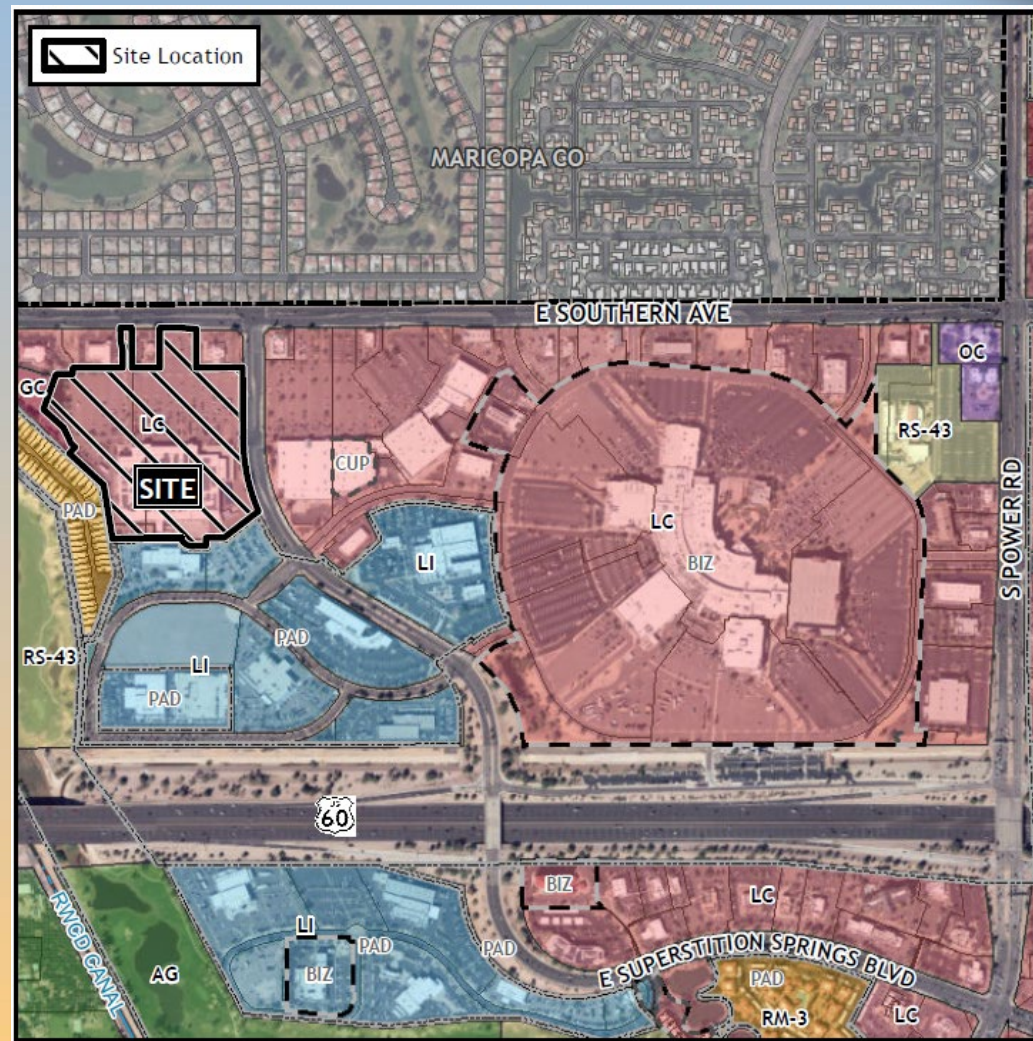 Site Location
MARICOPA CO
E SOUTHERN AVE
OC
GC
LC
RS-43
CUP
SITE
S POWER RD
PAD
LC
LI
BIZ
PAD
RS-43
LI
PAD
US
60
BIZ
LC
RWCD CANAL
LI
PAD
PAD
E SUPERSTITION SPRINGS BLVD
BIZ
AG
PAD
RM-3
LC